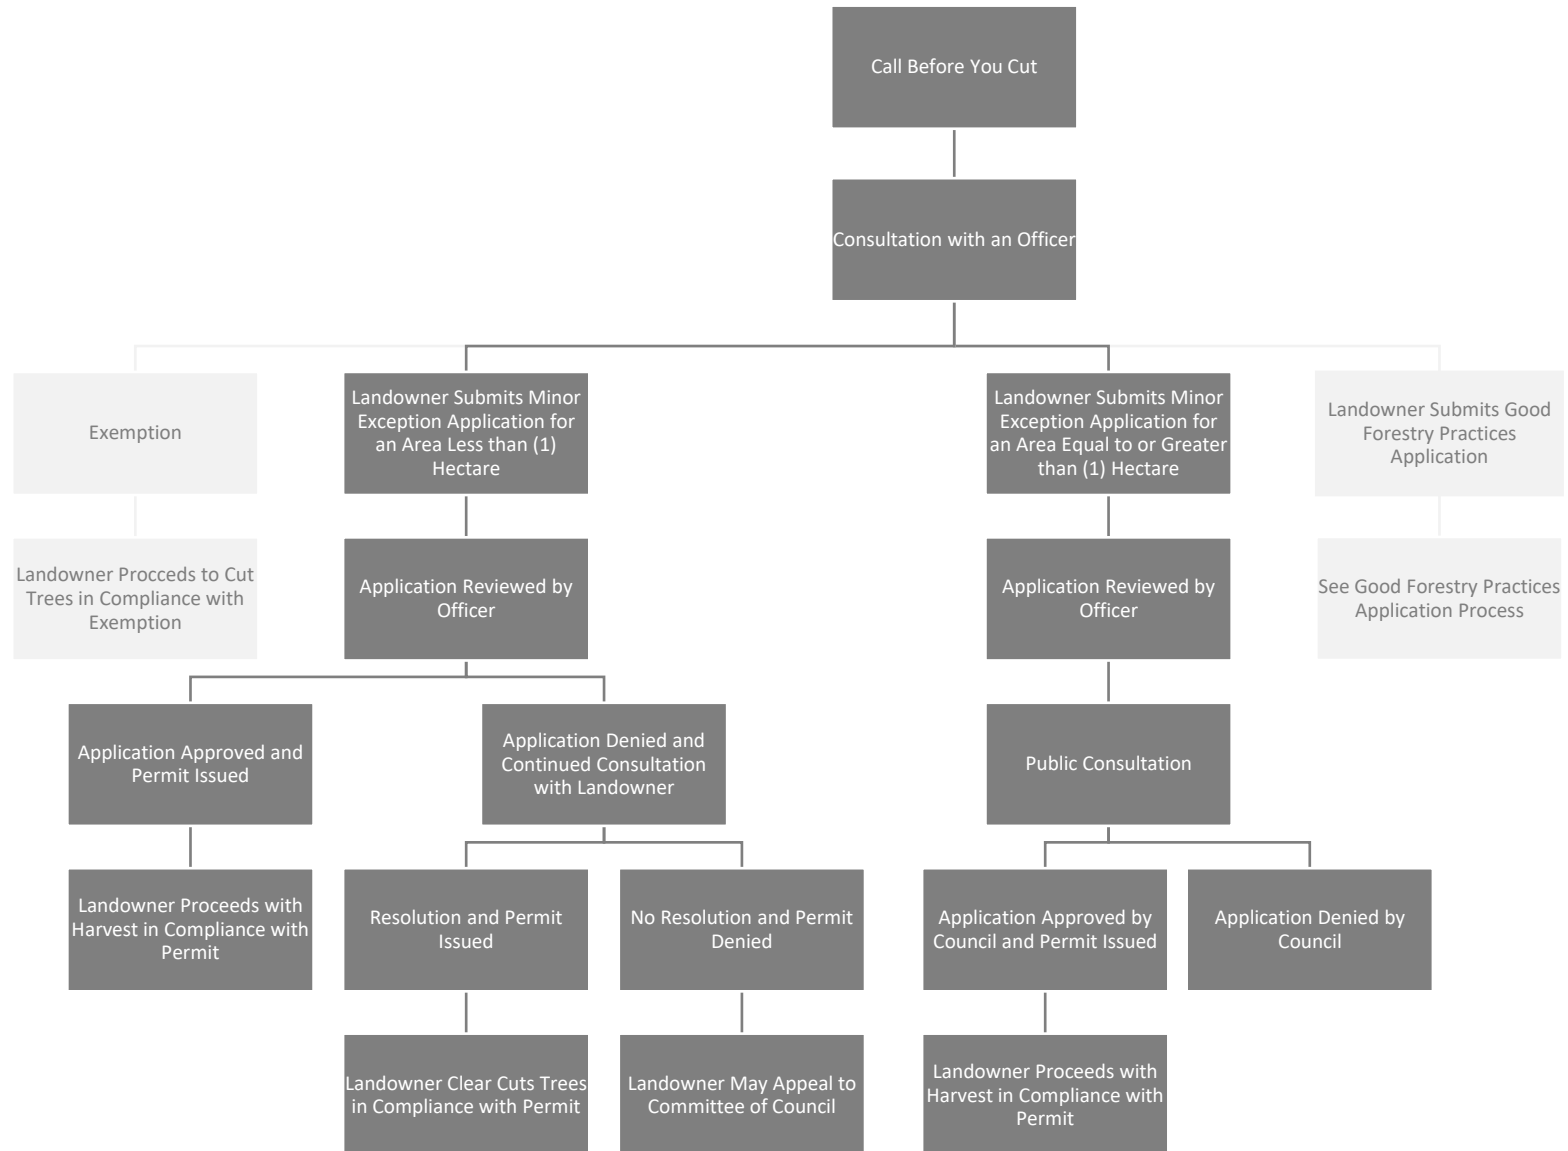 Call Before You Cut
Consultation with an Officer
Exemption
Landowner Submits Minor
Exception Application for
an Area Less than (1)
Hectare
Landowner Submits Minor
Exception Application for
an Area Equal to or Greater
than (1) Hectare
Landowner Submits Good
Forestry Practices
Application
Landowner Procceds to Cut
Trees in Compliance with
Exemption
Application Reviewed by
Officer
Application Reviewed by
Officer
See Good Forestry Practices
Application Process
Application Approved and
Permit Issued
Application Denied and
Continued Consultation
with Landowner
Public Consultation
Landowner Proceeds with
Harvest in Compliance with
Permit
Resolution and Permit
Issued
No Resolution and Permit
Denied
Application Approved by
Council and Permit Issued
Application Denied by
Council
Landowner Clear Cuts Trees
in Compliance with Permit
Landowner May Appeal to
Committee of Council
Landowner Proceeds with
Harvest in Compliance with
Permit